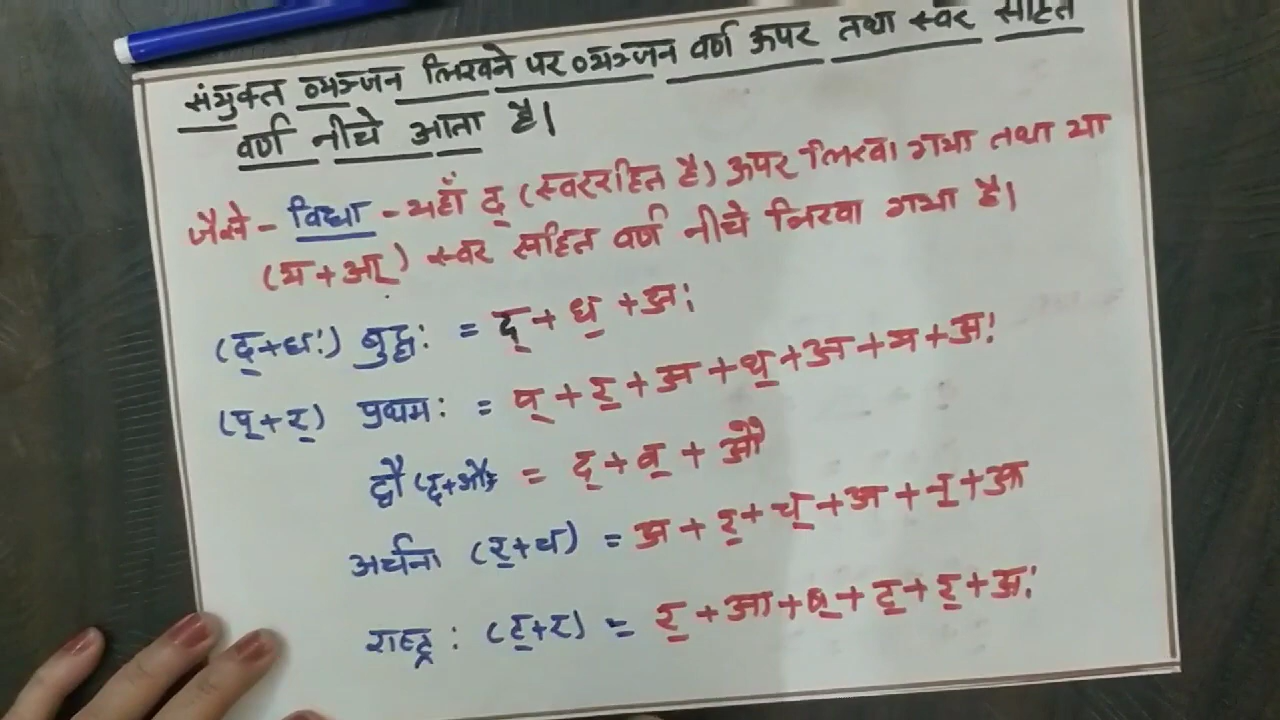 संयुक्त व्यञ्जन लिखने पर व्यञ्जन वर्ण ऊपर तथा स्वर सहित
वर्ण नीचे आता है।
जैसे - विद्या - यहाँ द् (स्वररहित है) ऊपर लिखा गया तथा या
(य + आ) स्वर सहित वर्ण नीचे लिखा गया है।
(द्+धः) बुद्धः = द् + ध् + अः
(प्+र्) प्रथमः = प् + र् + अ + थ् + अ + म + अः
द्वौ = द् + व् + औ
अर्चना (र्+च) = अ + र् + च् + अ + न् +
राष्ट्रः (ट्+र) = र् + आ + ष् + ट् + र् + अः